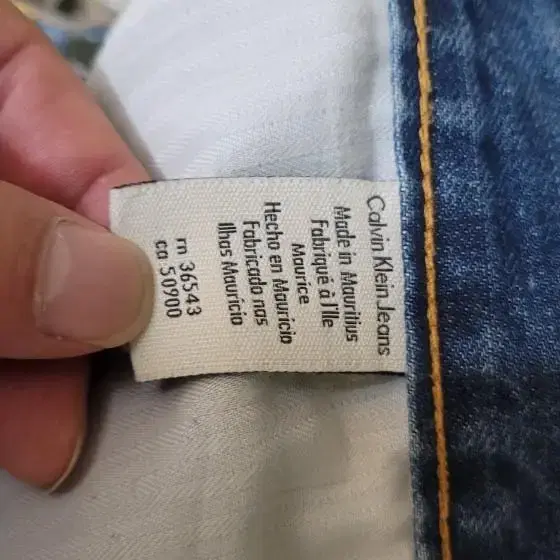 Calvin Klein Jeans
Made in Mauritius
Fabriqué à l'Ile
Maurice
Hecho en Mauricio
Fabricado nas
Ilhas Maurício
rn 36543
ca 50900